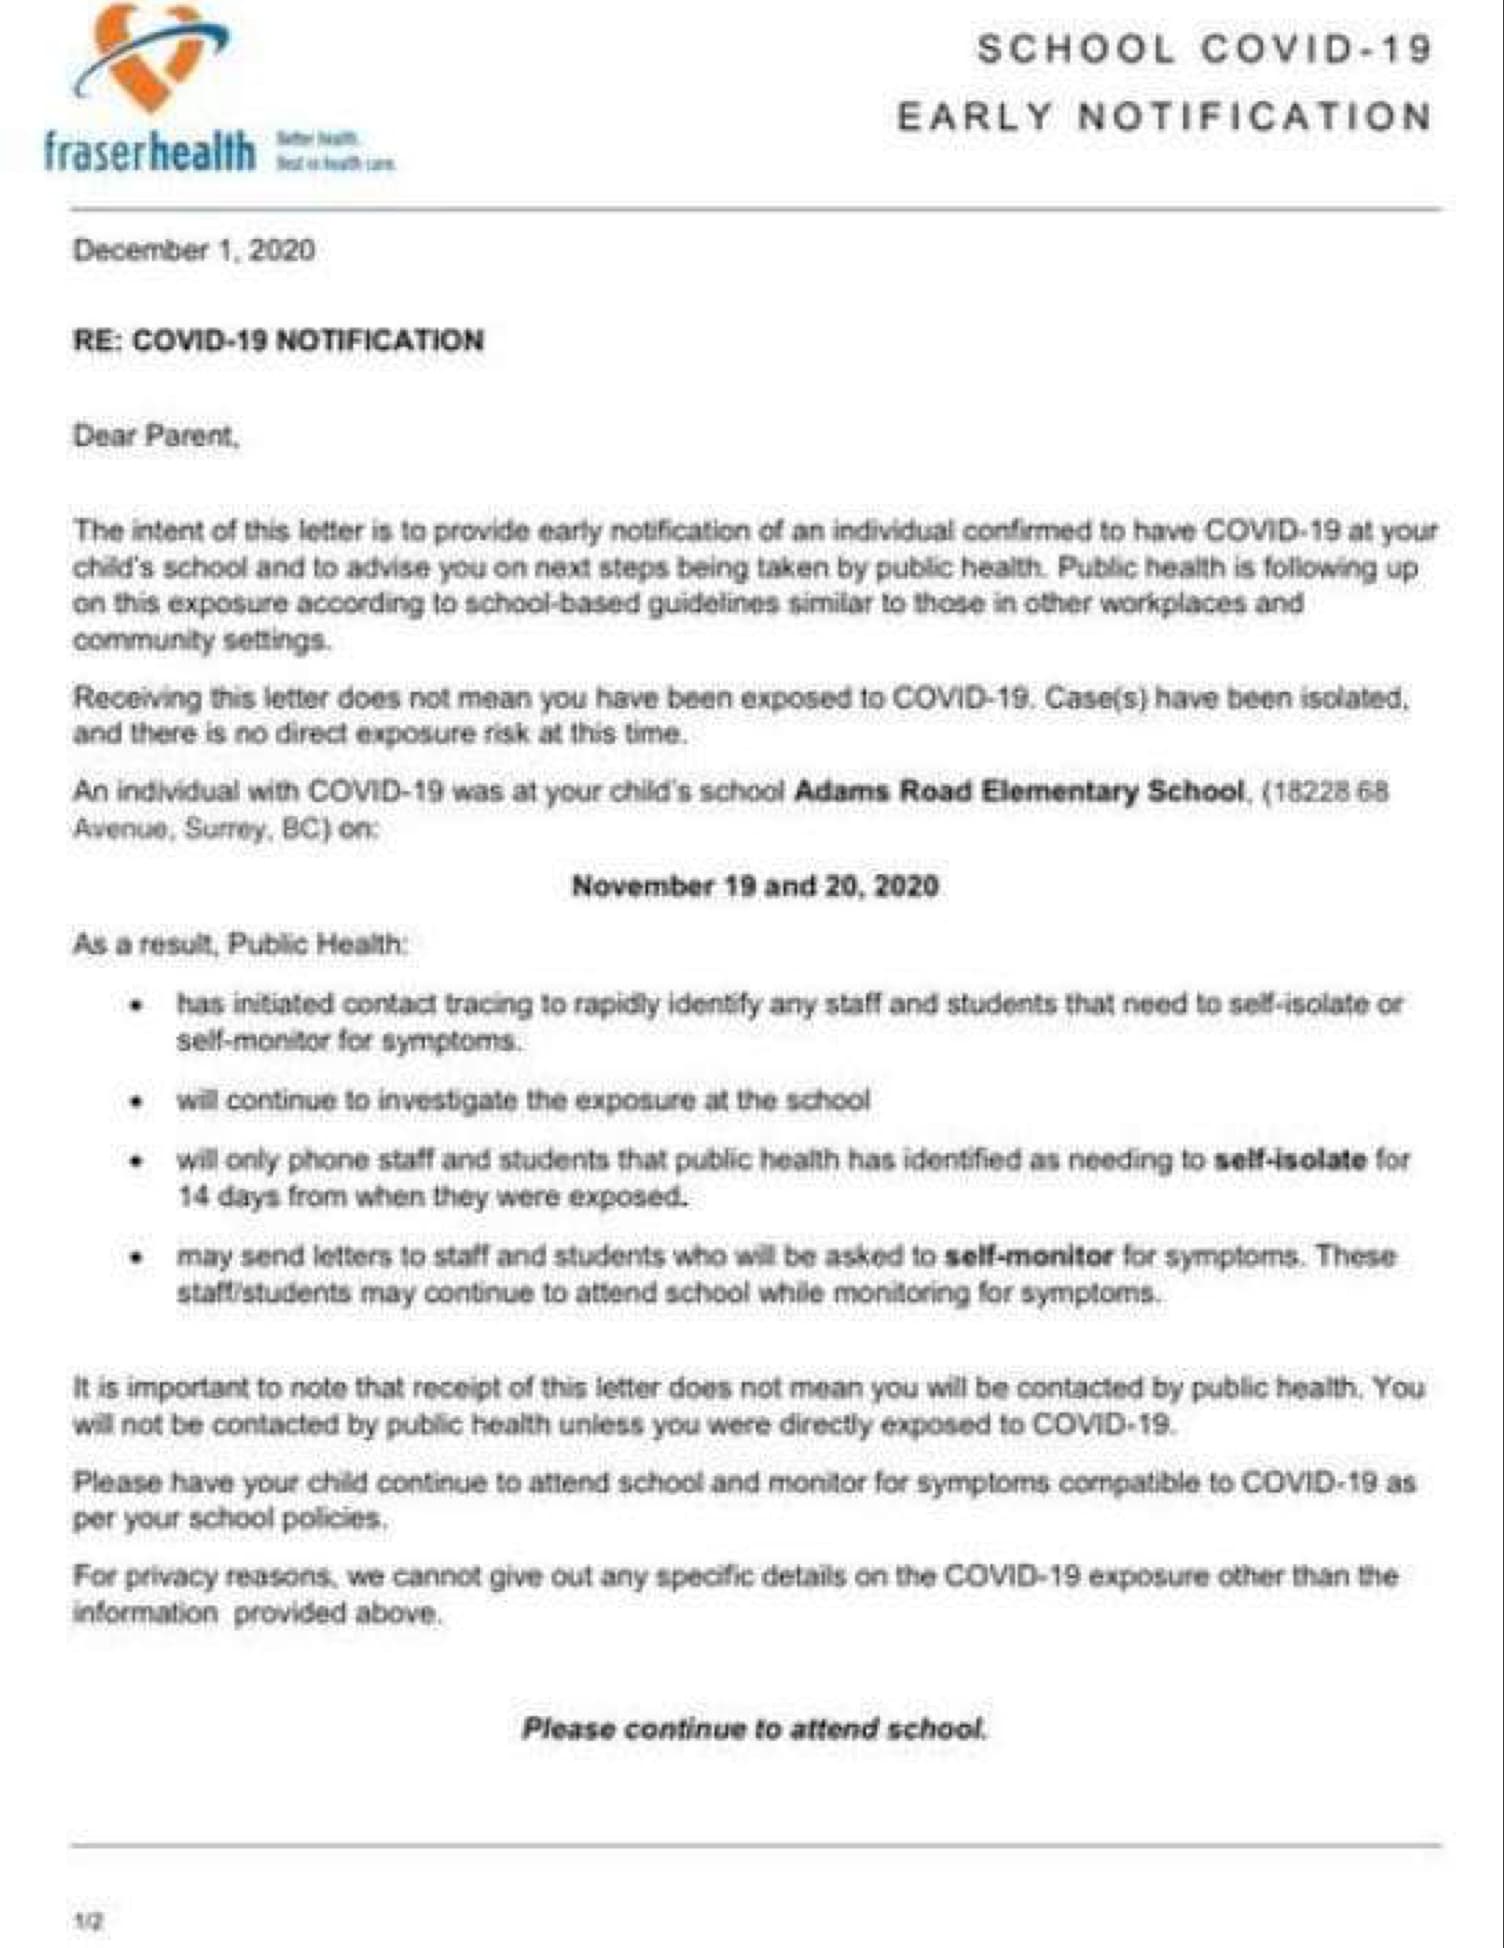 SCHOOL COVID-19
EARLY NOTIFICATION
fraserhealth
Better health.
Best in health care.
December 1, 2020
RE: COVID-19 NOTIFICATION
Dear Parent,
The intent of this letter is to provide early notification of an individual confirmed to have COVID-19 at your
child's school and to advise you on next steps being taken by public health. Public health is following up
on this exposure according to school-based guidelines similar to those in other workplaces and
community settings.
Receiving this letter does not mean you have been exposed to COVID-19. Case(s) have been isolated,
and there is no direct exposure risk at this time.
An individual with COVID-19 was at your child's school Adams Road Elementary School, (18228 68
Avenue, Surrey, BC) on:
November 19 and 20, 2020
As a result, Public Health:
• has initiated contact tracing to rapidly identify any staff and students that need to self-isolate or
self-monitor for symptoms.
• will continue to investigate the exposure at the school
• will only phone staff and students that public health has identified as needing to self-isolate for
14 days from when they were exposed.
• may send letters to staff and students who will be asked to self-monitor for symptoms. These
staff/students may continue to attend school while monitoring for symptoms.
It is important to note that receipt of this letter does not mean you will be contacted by public health. You
will not be contacted by public health unless you were directly exposed to COVID-19.
Please have your child continue to attend school and monitor for symptoms compatible to COVID-19 as
per your school policies.
For privacy reasons, we cannot give out any specific details on the COVID-19 exposure other than the
information provided above.
Please continue to attend school.
1/2